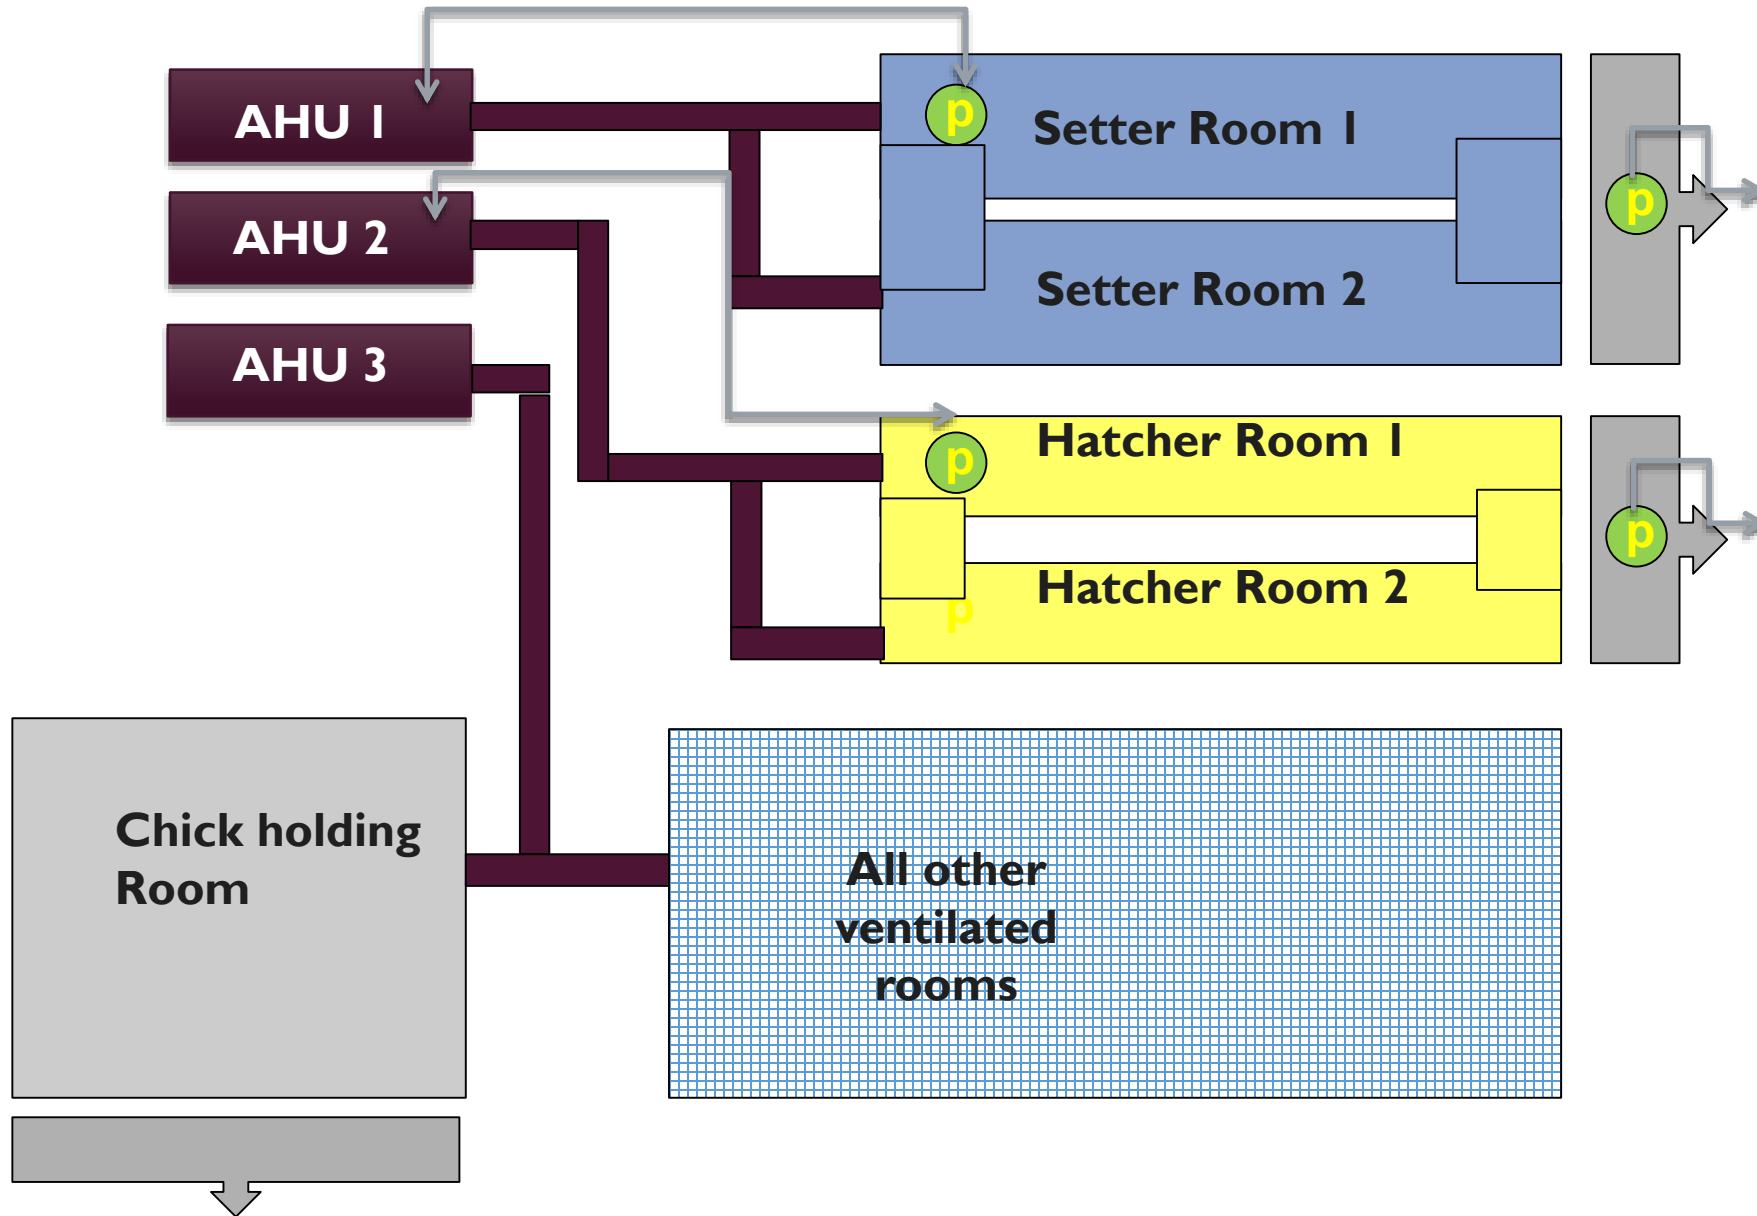 AHU 1
p
Setter Room 1
p
AHU 2
Setter Room 2
AHU 3
Hatcher Room 1
p
p
Hatcher Room 2
p
Chick holding
Room
All other
ventilated
rooms